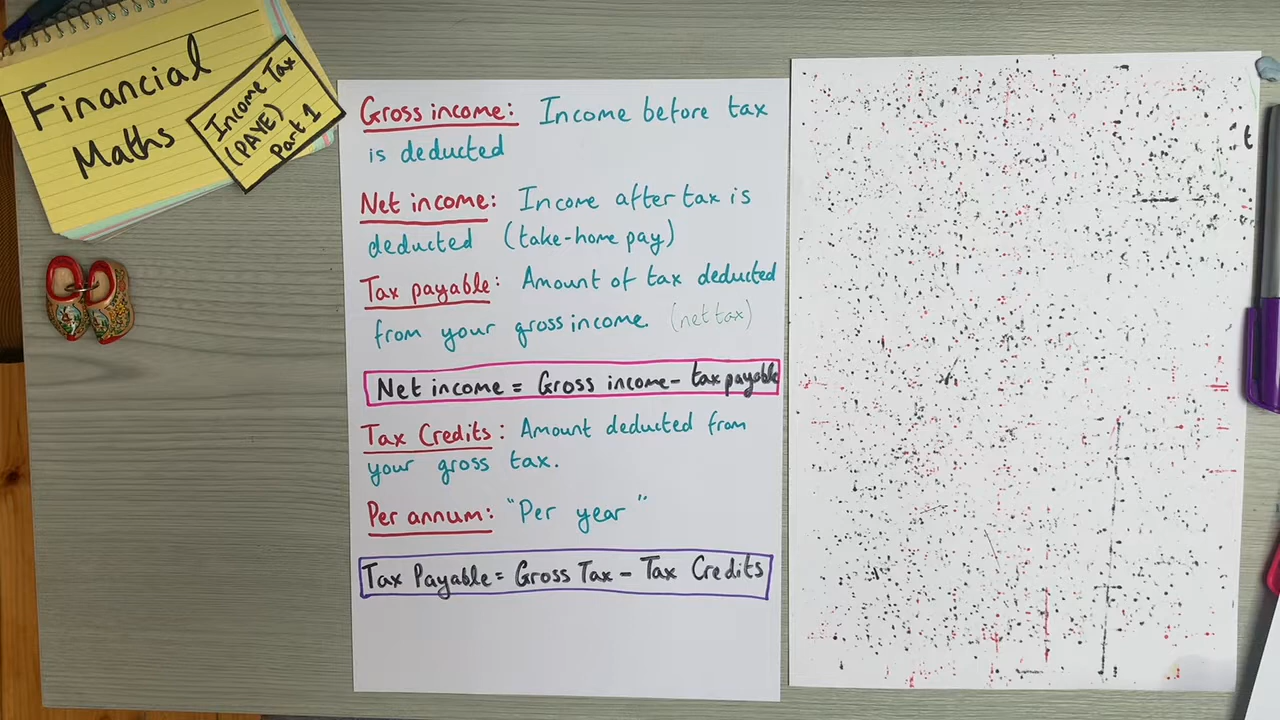 Financial
Maths
Income Tax
(PAYE)
Part 1
Gross income: Income before tax
is deducted
Net income: Income after tax is
deducted (take-home pay)
Tax payable: Amount of tax deducted
from your gross income. (net tax)
Net income = Gross income - tax payable
Tax Credits: Amount deducted from
your gross tax.
Per annum: "Per year"
Tax Payable = Gross Tax - Tax Credits